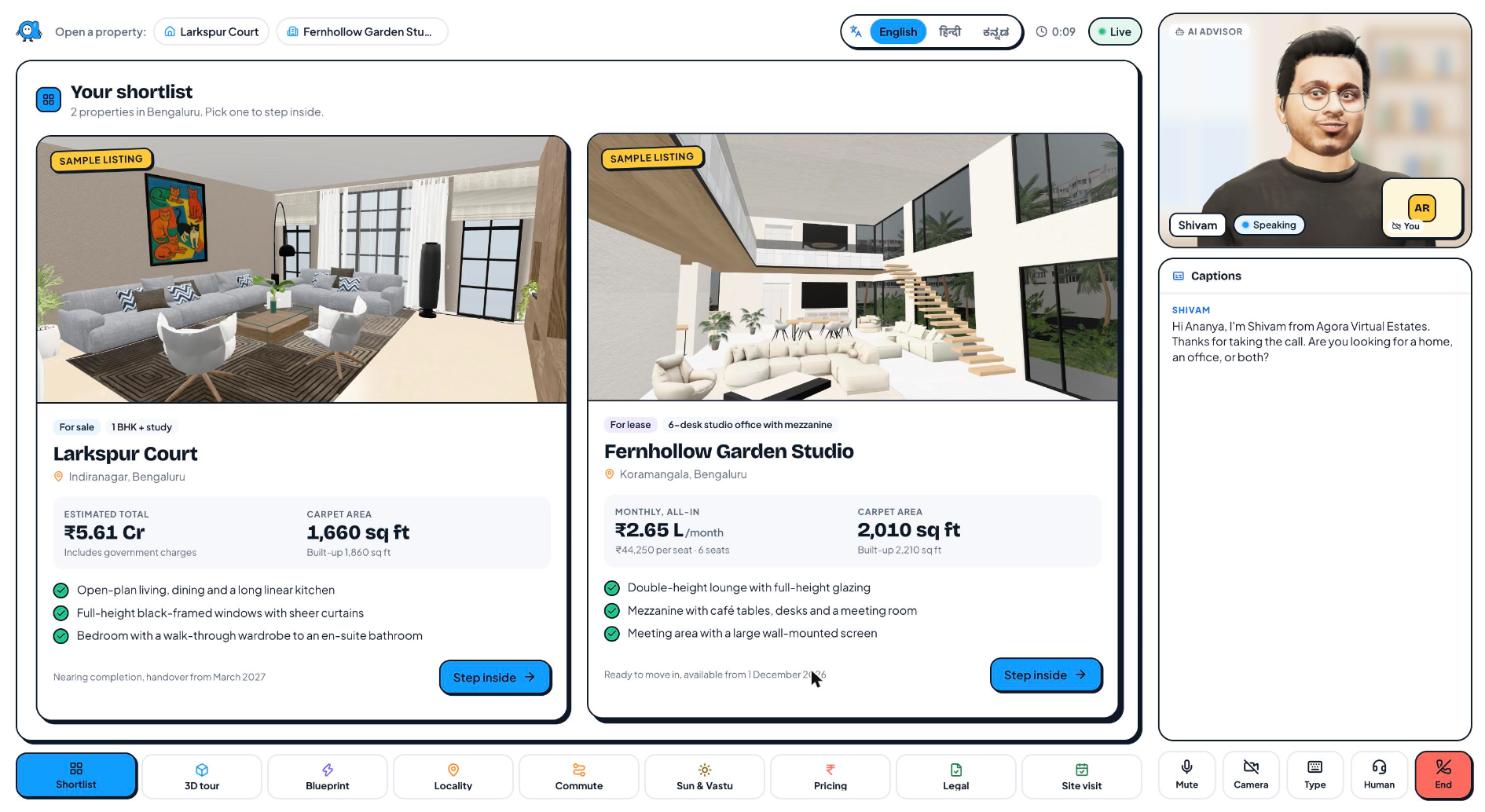 Open a property:
Larkspur Court
Fernhollow Garden Stu...
English
हिन्दी
ಕನ್ನಡ
0:09
Live
Your shortlist
2 properties in Bengaluru. Pick one to step inside.
SAMPLE LISTING
For sale
1 BHK + study
Larkspur Court
Indiranagar, Bengaluru
ESTIMATED TOTAL
₹5.61 Cr
Includes government charges
CARPET AREA
1,660 sq ft
Built-up 1,860 sq ft
Open-plan living, dining and a long linear kitchen
Full-height black-framed windows with sheer curtains
Bedroom with a walk-through wardrobe to an en-suite bathroom
Nearing completion, handover from March 2027
Step inside
SAMPLE LISTING
For lease
6-desk studio office with mezzanine
Fernhollow Garden Studio
Koramangala, Bengaluru
MONTHLY, ALL-IN
₹2.65 L/month
₹44,250 per seat · 6 seats
CARPET AREA
2,010 sq ft
Built-up 2,210 sq ft
Double-height lounge with full-height glazing
Mezzanine with café tables, desks and a meeting room
Meeting area with a large wall-mounted screen
Ready to move in, available from 1 December
Step inside
Shortlist
3D tour
Blueprint
Locality
Commute
Sun & Vastu
Pricing
Legal
Site visit
AI ADVISOR
Shivam
Speaking
AR
You
Captions
SHIVAM
Hi Ananya, I'm Shivam from Agora Virtual Estates.
Thanks for taking the call. Are you looking for a home,
an office, or both?
Mute
Camera
Type
Human
End